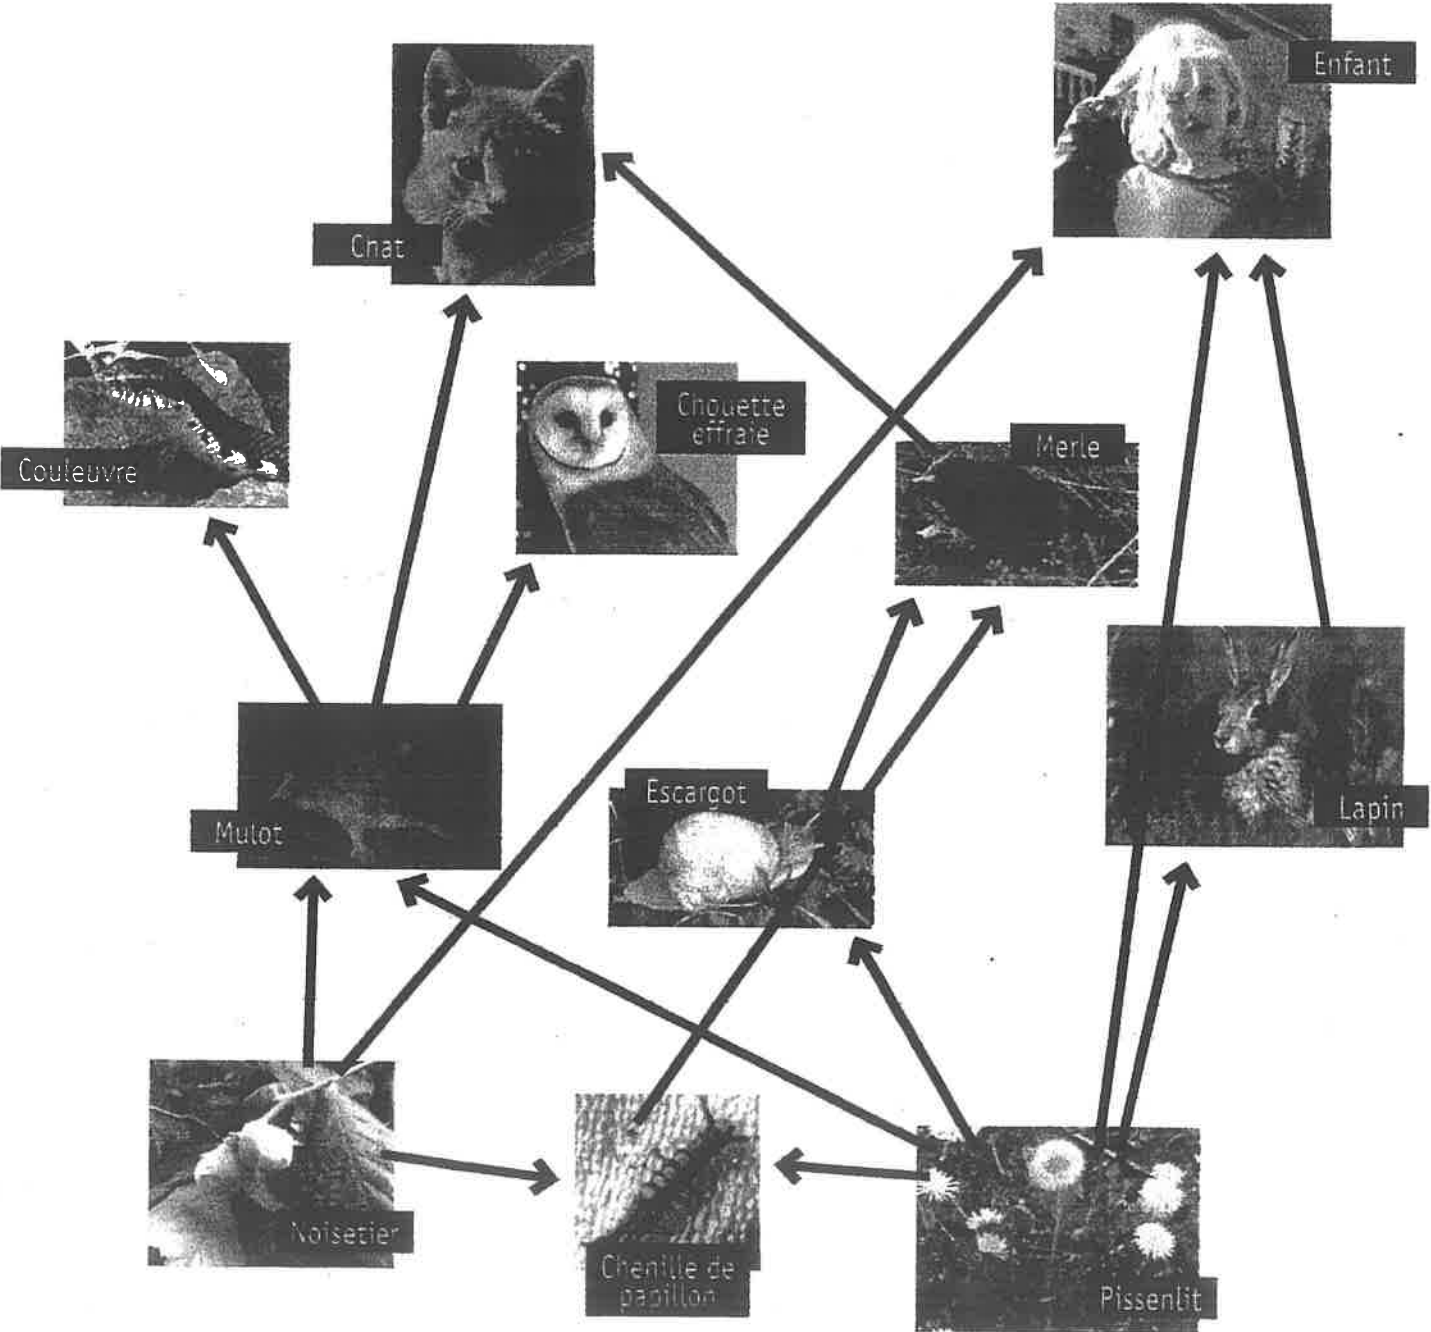 Enfant
Chat
Chouette
effraie
Merle
Couleuvre
Escargot
Lapin
Mulot
Noisetier
Chenille de
papillon
Pissenlit